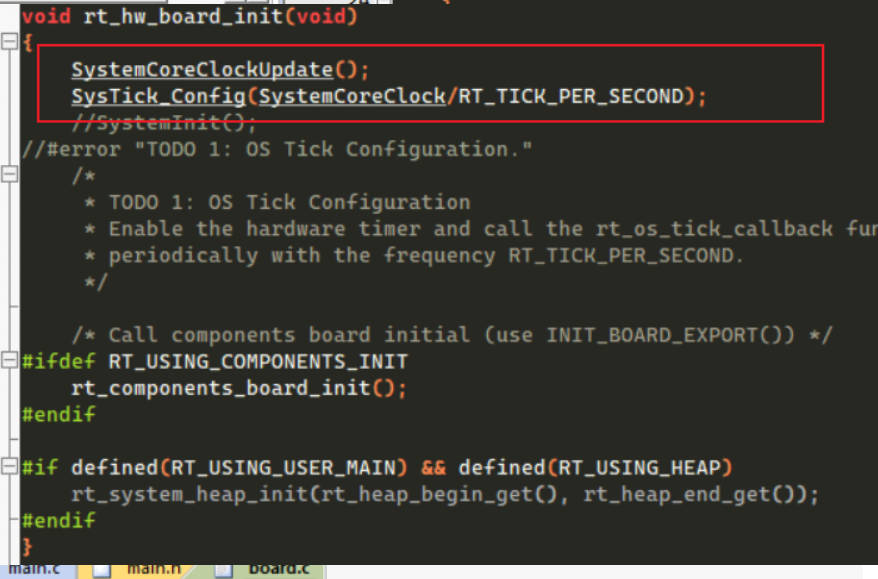 void rt_hw_board_init(void)
{
    SystemCoreClockUpdate();
    SysTick_Config(SystemCoreClock/RT_TICK_PER_SECOND);
    //SystemInit();
//#error "TODO 1: OS Tick Configuration."
    /*
     * TODO 1: OS Tick Configuration
     * Enable the hardware timer and call the rt_os_tick_callback fun
     * periodically with the frequency RT_TICK_PER_SECOND.
     */
    /* Call components board initial (use INIT_BOARD_EXPORT()) */
#ifdef RT_USING_COMPONENTS_INIT
    rt_components_board_init();
#endif
#if defined(RT_USING_USER_MAIN) && defined(RT_USING_HEAP)
    rt_system_heap_init(rt_heap_begin_get(), rt_heap_end_get());
#endif
}
main.c main.h board.c